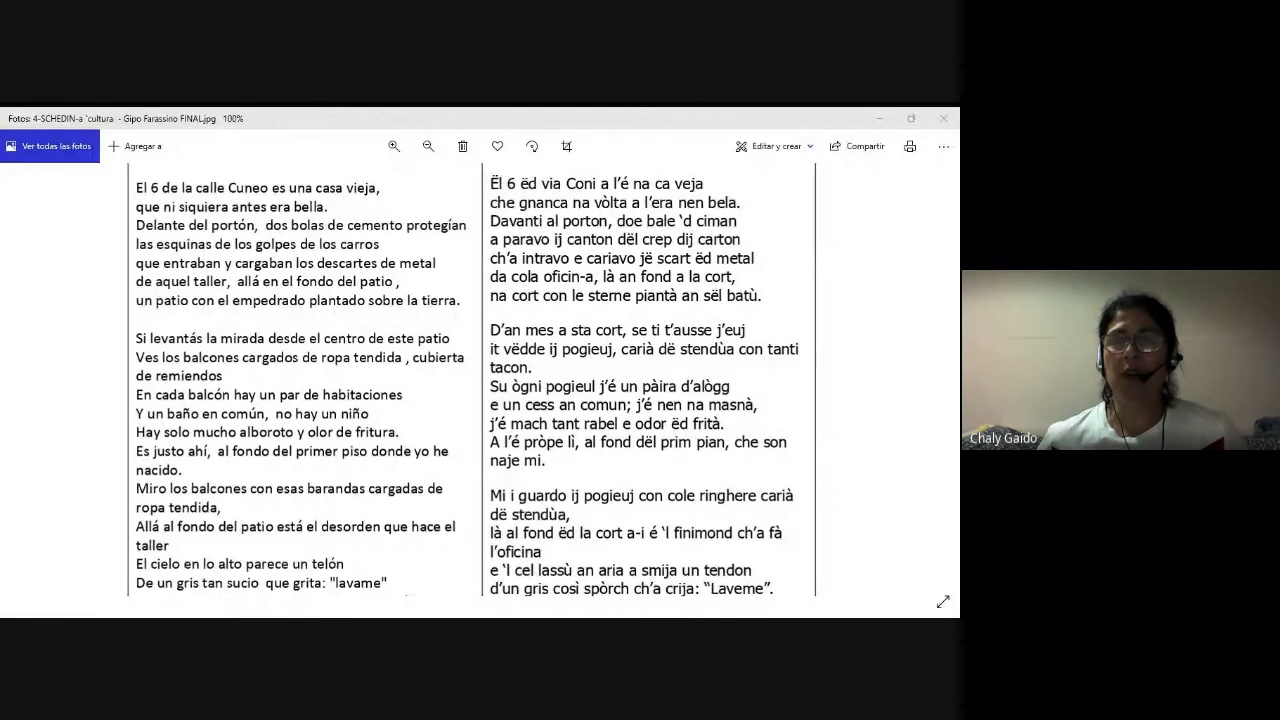 Fotos: 4-SCHEDIN-a `cultura - Gipo Farassino FINAL.jpg 100%
Ver todas las fotos
Agregar a
Editar y crear
Compartir
El 6 de la calle Cuneo es una casa vieja,
que ni siquiera antes era bella.
Delante del portón, dos bolas de cemento protegían
las esquinas de los golpes de los carros
que entraban y cargaban los descartes de metal
de aquel taller, allá en el fondo del patio ,
un patio con el empedrado plantado sobre la tierra.
Si levantás la mirada desde el centro de este patio
Ves los balcones cargados de ropa tendida , cubierta
de remiendos
En cada balcón hay un par de habitaciones
Y un baño en común, no hay un niño
Hay solo mucho alboroto y olor de fritura.
Es justo ahí, al fondo del primer piso donde yo he
nacido.
Miro los balcones con esas barandas cargadas de
ropa tendida,
Allá al fondo del patio está el desorden que hace el
taller
El cielo en lo alto parece un telón
De un gris tan sucio que grita: "lavame"
Ël 6 ëd via Coni a l’é na ca veja
che gnanca na vòlta a l’era nen bela.
Davanti al porton, doe bale ‘d ciman
a paravo ij canton dël crep dij carton
ch’a intravo e cariavo jë scart ëd metal
da cola oficin-a, là an fond a la cort,
na cort con le sterne piantà an sël batù.
D’an mes a sta cort, se ti t’ausse j’euj
it vëdde ij pogieuj, carià dë stendùa con tanti
tacon.
Su ògni pogieul j’é un pàira d’alògg
e un cess an comun; j’é nen na masnà,
j’é mach tant rabel e odor ëd frità.
A l’é pròpe lì, al fond dël prim pian, che son
naje mi.
Mi i guardo ij pogieuj con cole ringhere carià
dë stendùa,
là al fond ëd la cort a-i é ‘l finimond ch’a fà
l’oficina
e ‘l cel lassù an aria a smija un tendon
d’un gris così spòrch ch’a crija: “Laveme”.
Chaly Gaido